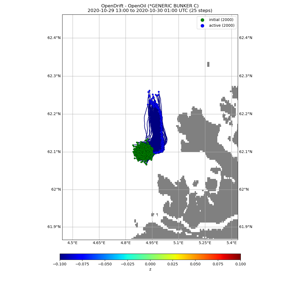 OpenDrift - OpenOil (*GENERIC BUNKER C)
2020-10-29 13:00 to 2020-10-30 01:00 UTC (25 steps)
initial (2000)
active (2000)
62.4°N 62.4°N
62.3°N 62.3°N
62.2°N 62.2°N
62.1°N 62.1°N
62°N 62°N
61.9°N 61.9°N
4.5°E 4.65°E 4.8°E 4.95°E 5.1°E 5.25°E 5.4°E
-0.100 -0.075 -0.050 -0.025 0.000 0.025 0.050 0.075 0.100
z